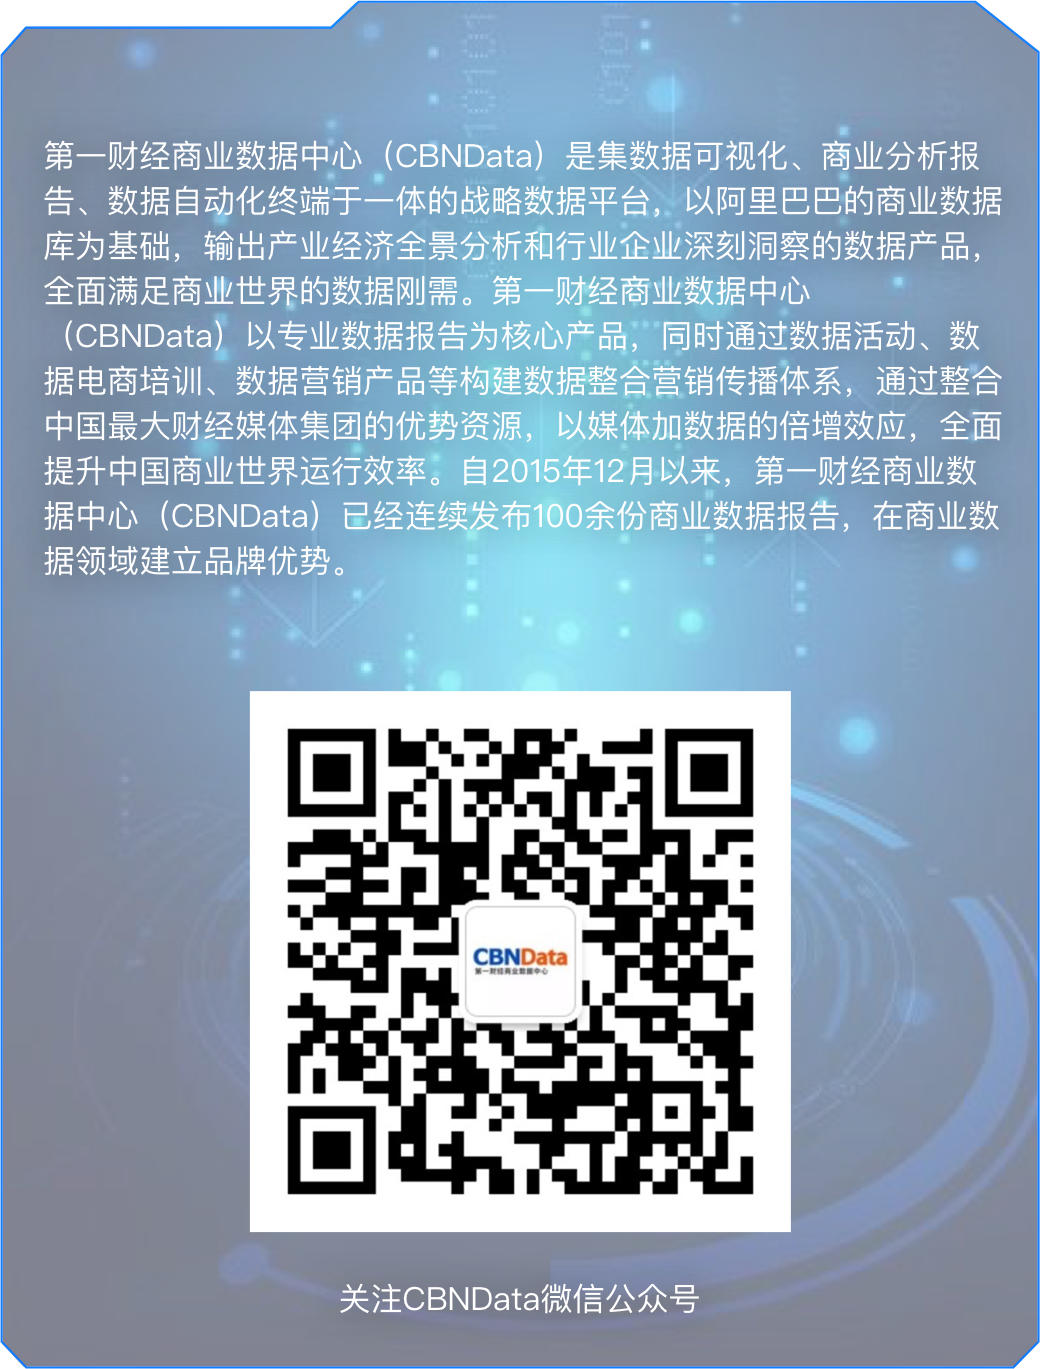 第一财经商业数据中心（CBNData）是集数据可视化、商业分析报
告、数据自动化终端于一体的战略数据平台，以阿里巴巴的商业数据
库为基础，输出产业经济全景分析和行业企业深刻洞察的数据产品，
全面满足商业世界的数据刚需。第一财经商业数据中心
（CBNData）以专业数据报告为核心产品，同时通过数据活动、数
据电商培训、数据营销产品等构建数据整合营销传播体系，通过整合
中国最大财经媒体集团的优势资源，以媒体加数据的倍增效应，全面
提升中国商业世界运行效率。自2015年12月以来，第一财经商业数
据中心（CBNData）已经连续发布100余份商业数据报告，在商业数
据领域建立品牌优势。
CBNData
第一财经商业数据中心
关注CBNData微信公众号